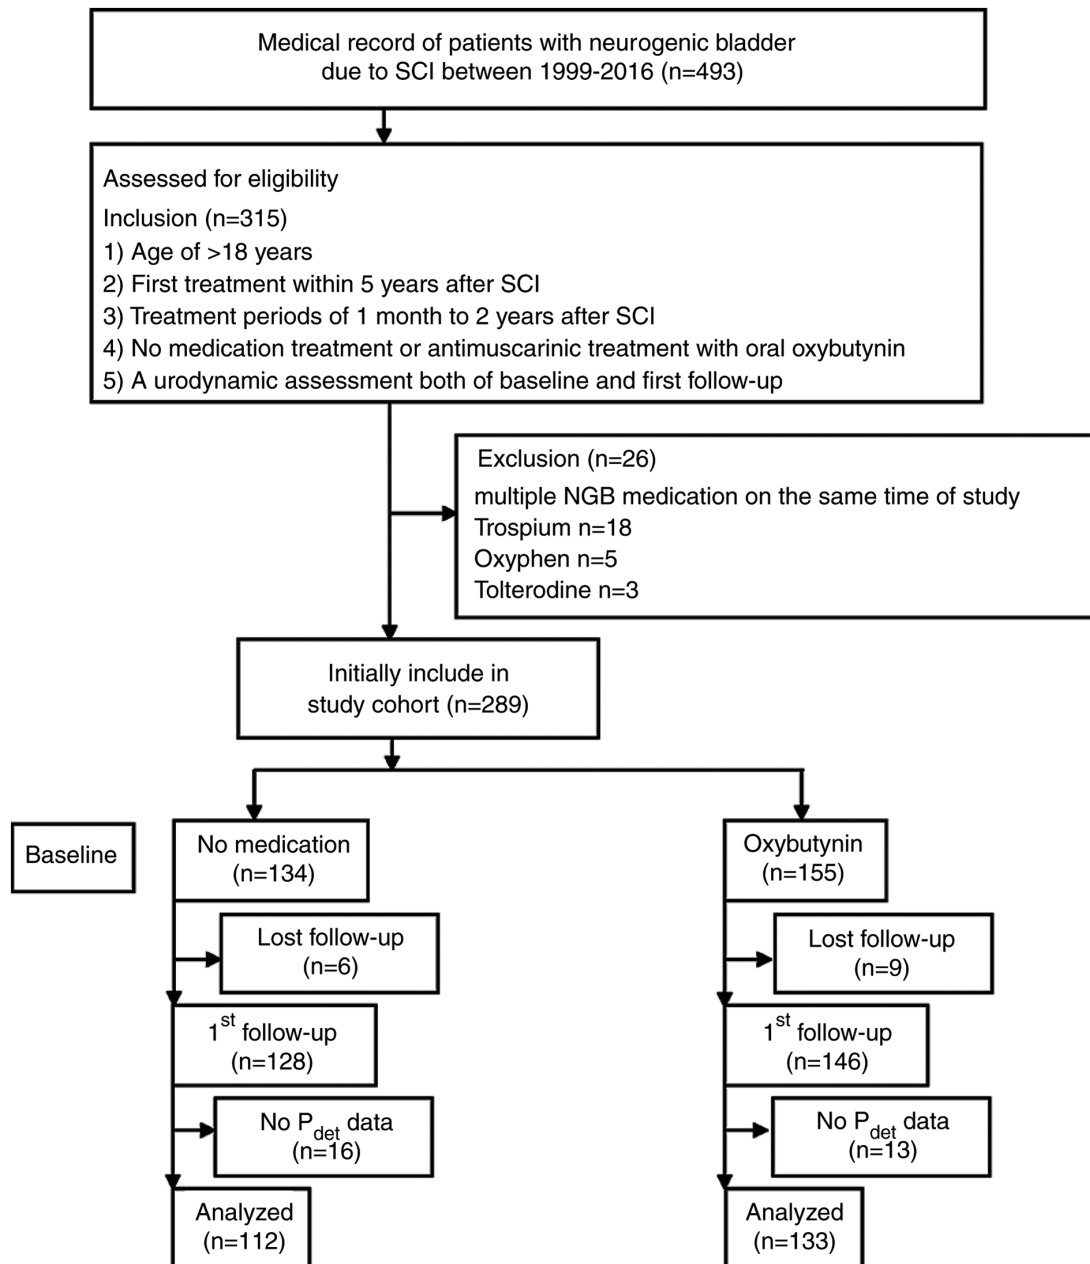 Medical record of patients with neurogenic bladder
due to SCI between 1999-2016 (n=493)
Assessed for eligibility
Inclusion (n=315)
1) Age of >18 years
2) First treatment within 5 years after SCI
3) Treatment periods of 1 month to 2 years after SCI
4) No medication treatment or antimuscarinic treatment with oral oxybutynin
5) A urodynamic assessment both of baseline and first follow-up
Exclusion (n=26)
multiple NGB medication on the same time of study
Trospium n=18
Oxyphen n=5
Tolterodine n=3
Initially include in
study cohort (n=289)
Baseline
No medication
(n=134)
Oxybutynin
(n=155)
Lost follow-up
(n=6)
Lost follow-up
(n=9)
1st follow-up
(n=128)
1st follow-up
(n=146)
No Pdet data
(n=16)
No Pdet data
(n=13)
Analyzed
(n=112)
Analyzed
(n=133)